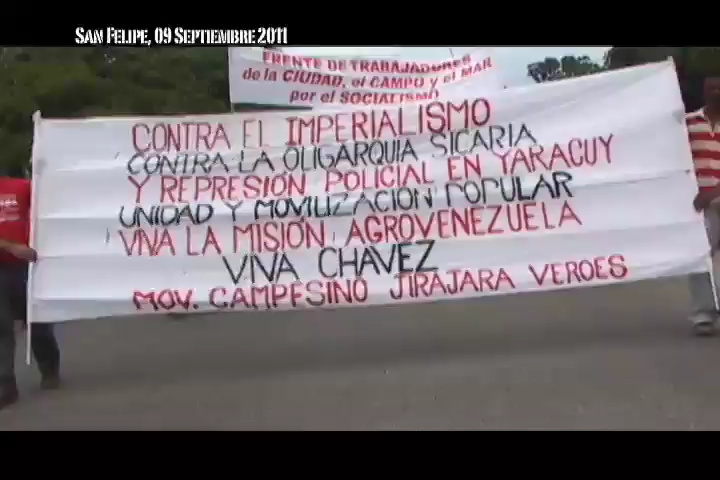 SAN FELIPE, 09 SEPTIEMBRE 2011
FRENTE DE TRABAJADORES
de la CIUDAD, el CAMPO y el MAR
por el SOCIALISMO
CONTRA EL IMPERIALISMO
CONTRA LA OLIGARQUIA SICARIA
Y REPRESIÓN POLICIAL EN YARACUY
UNIDAD Y MOVILIZACIÓN POPULAR
VIVA LA MISIÓN AGROVENEZUELA
VIVA CHAVEZ
MOV. CAMPESINO JIRAJARA VEROES